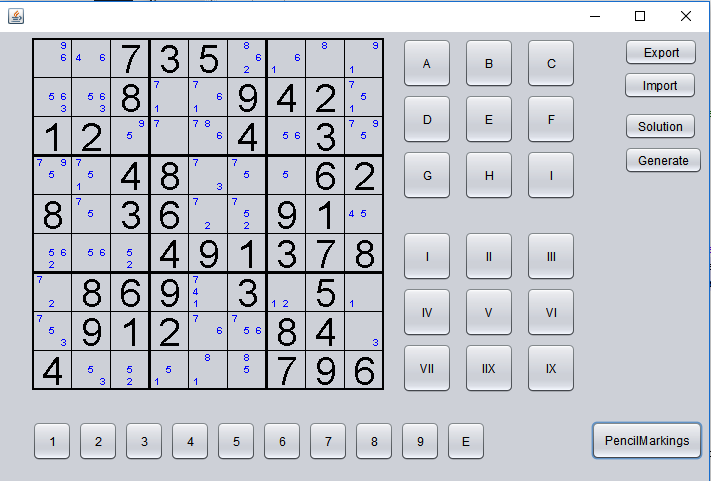 9 6 4 6 7 3 5 8 6 2 6 1 8 9 1
5 6 3 5 6 3 8 7 1 7 6 1 9 4 2 7 5 1
1 2 9 5 7 7 8 6 4 5 6 3 7 9 5
7 9 5 7 5 1 4 8 7 3 7 5 5 6 2
8 7 5 3 6 7 2 7 5 2 9 1 4 5
5 6 2 5 6 5 2 4 9 1 3 7 8
7 2 8 6 9 7 4 1 3 1 2 5 1
7 5 3 9 1 2 7 6 7 5 6 8 4 3
4 5 3 5 2 5 1 8 1 8 5 7 9 6
A B C
D E F
G H I
I II III
IV V VI
VII IIX IX
Export
Import
Solution
Generate
1 2 3 4 5 6 7 8 9 E
PencilMarkings